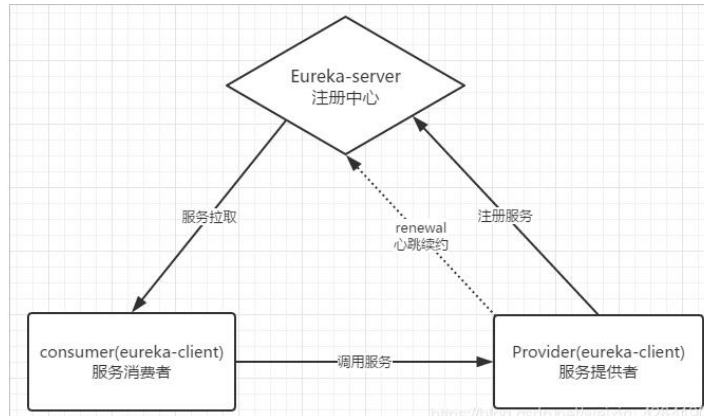 Eureka-server
注册中心
服务拉取
renewal
心跳续约
注册服务
consumer(eureka-client)
服务消费者
调用服务
Provider(eureka-client)
服务提供者